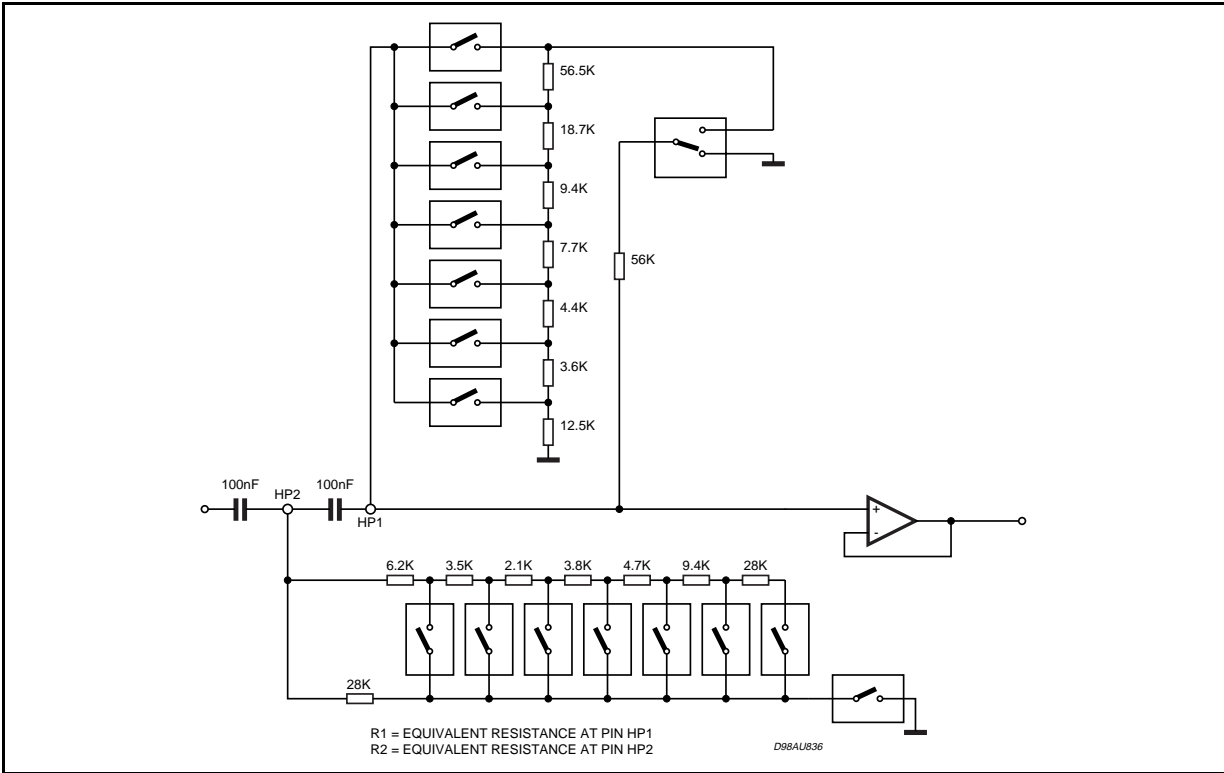 56.5K
18.7K
9.4K
7.7K
56K
4.4K
3.6K
12.5K
100nF
100nF
HP2
HP1
+
-
6.2K
3.5K
2.1K
3.8K
4.7K
9.4K
28K
28K
R1 = EQUIVALENT RESISTANCE AT PIN HP1
R2 = EQUIVALENT RESISTANCE AT PIN HP2
D98AU836